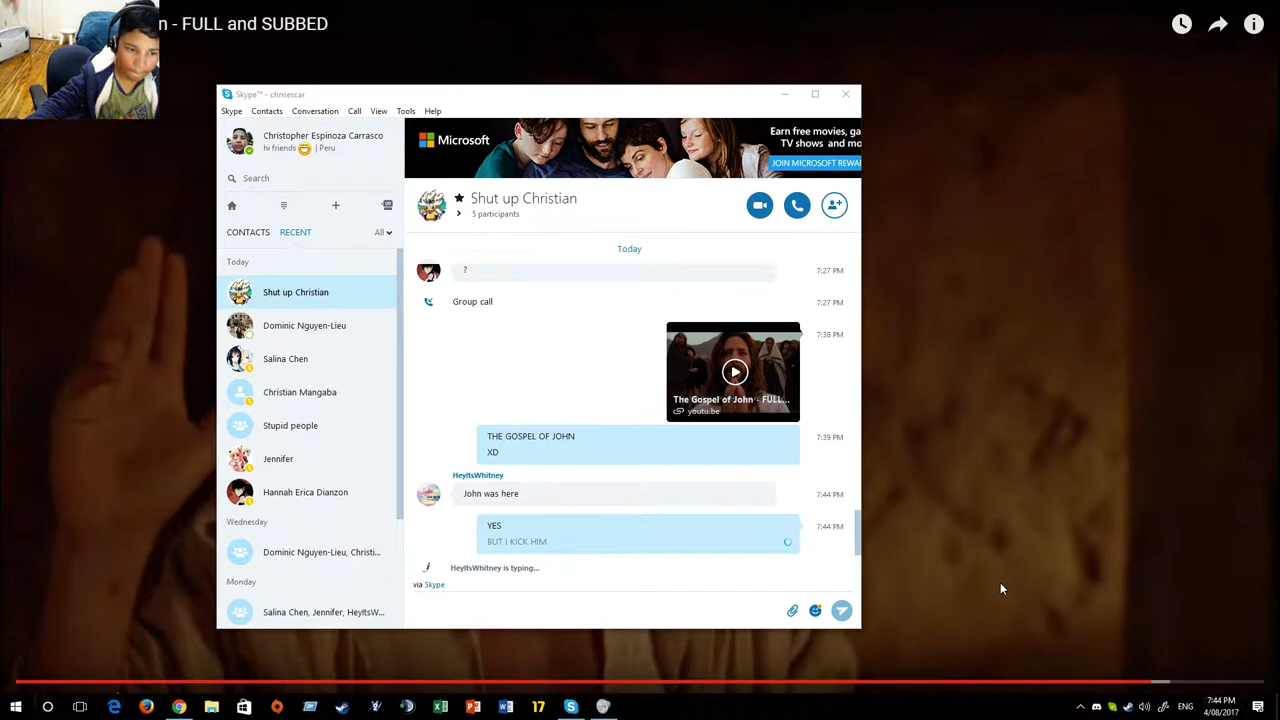 n - FULL and SUBBED
Skype™ - chrisescar
Skype Contacts Conversation Call View Tools Help
Christopher Espinoza Carrasco
hi friends | Peru
Search
CONTACTS RECENT All
Today
Shut up Christian
Dominic Nguyen-Lieu
Salina Chen
Christian Mangaba
Stupid people
Jennifer
Hannah Erica Dianzon
Wednesday
Dominic Nguyen-Lieu, Christi...
Monday
Salina Chen, Jennifer, HeyItsW...
Microsoft
Earn free movies, ga
TV shows and mo
JOIN MICROSOFT REWA
Shut up Christian
5 participants
Today
? 7:27 PM
Group call 7:27 PM
7:38 PM
The Gospel of John - FULL...
youtu.be
THE GOSPEL OF JOHN 7:39 PM
XD
HeyItsWhitney
John was here 7:44 PM
YES 7:44 PM
BUT I KICK HIM
HeyItsWhitney is typing...
via Skype
17
ENG
7:44 PM
4/08/2017